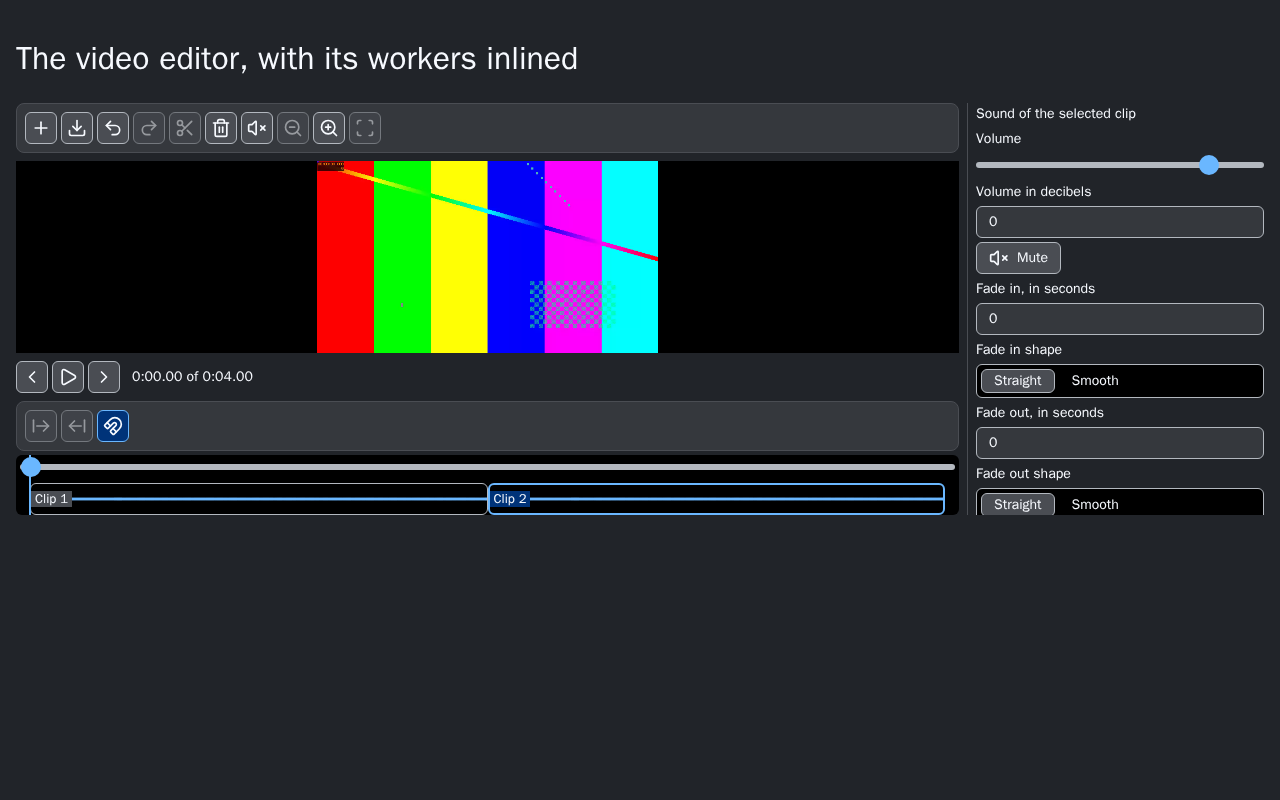 The video editor, with its workers inlined
Sound of the selected clip
Volume
Volume in decibels
0
Mute
Fade in, in seconds
0
Fade in shape
Straight Smooth
Fade out, in seconds
0
Fade out shape
Straight Smooth
0:00.00 of 0:04.00
Clip 1 Clip 2